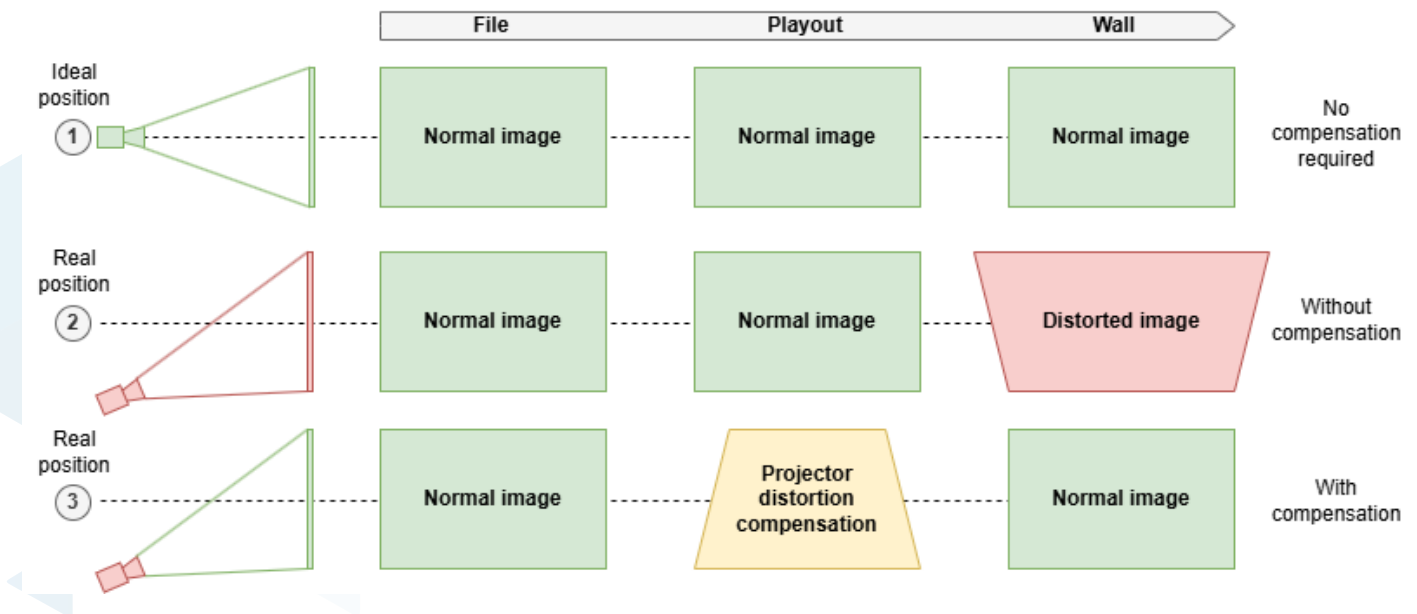 File
Playout
Wall
Ideal
position
1
Normal image
Normal image
Normal image
No
compensation
required
Real
position
2
Normal image
Normal image
Distorted image
Without
compensation
Real
position
3
Normal image
Projector
distortion
compensation
Normal image
With
compensation